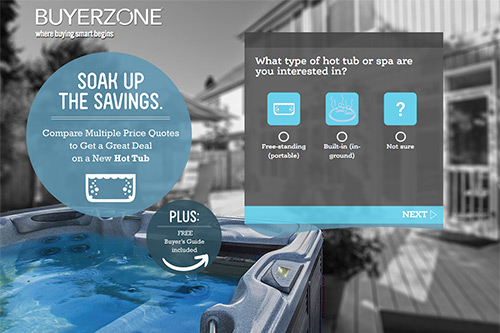 BUYERZONE
where buying smart begins
SOAK UP
THE SAVINGS.
Compare Multiple Price Quotes
to Get a Great Deal
on a New Hot Tub
PLUS:
FREE
Buyer's Guide
included
What type of hot tub or spa are
you interested in?
?
Free-standing
(portable)
Built-in (in-
ground)
Not sure
NEXT